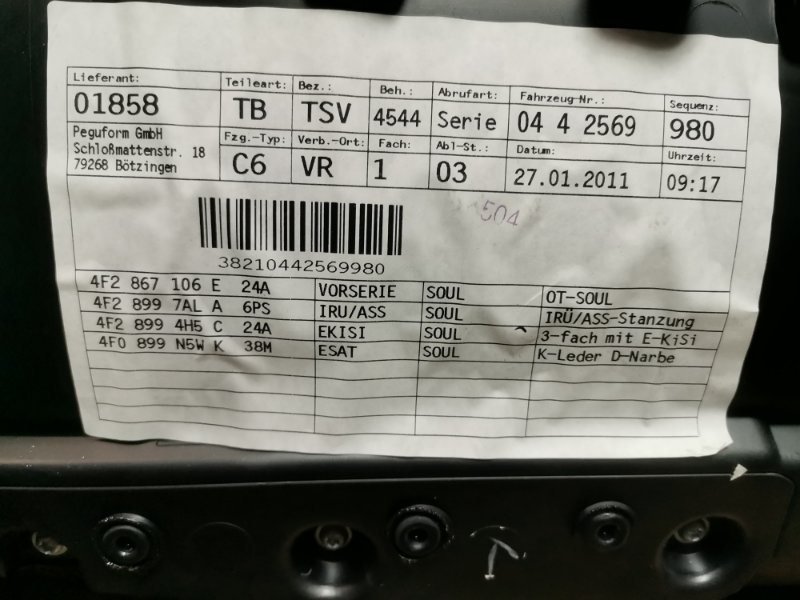 Lieferant: Teileart: Bez.: Beh.: Abrufart: Fahrzeug-Nr.: Sequenz:
01858 TB TSV 4544 Serie 04 4 2569 980
Peguform GmbH
Schloßmattenstr. 18
79268 Bötzingen
Fzg.-Typ: Verb.-Ort: Fach: Abl-St.: Datum: Uhrzeit:
C6 VR 1 03 27.01.2011 09:17
504
38210442569980
4F2 867 106 E 24A VORSERIE SOUL OT-SOUL
4F2 899 7AL A 6PS IRU/ASS SOUL IRÜ/ASS-Stanzung
4F2 899 4H5 C 24A EKISI SOUL 3-fach mit E-KiSi
4F0 899 N5W K 38M ESAT SOUL K-Leder D-Narbe